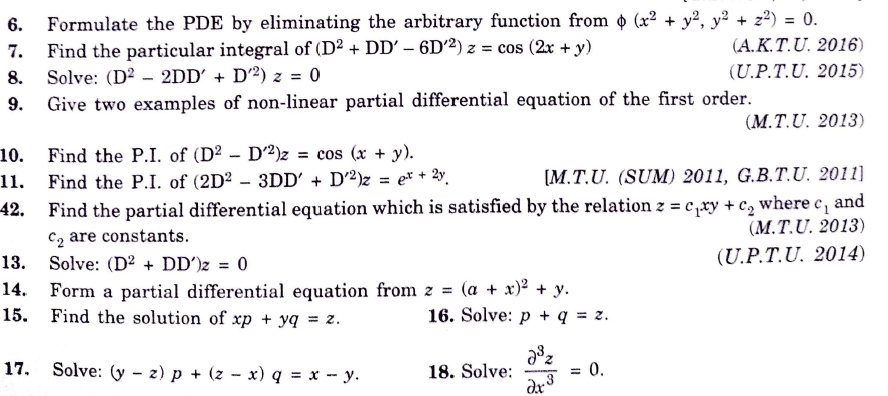 6. Formulate the PDE by eliminating the arbitrary function from ϕ (x² + y², y² + z²) = 0.
7. Find the particular integral of (D² + DD′ – 6D′²) z = cos (2x + y) (A.K.T.U. 2016)
8. Solve: (D² – 2DD′ + D′²) z = 0 (U.P.T.U. 2015)
9. Give two examples of non-linear partial differential equation of the first order.
(M.T.U. 2013)
10. Find the P.I. of (D² – D′²)z = cos (x + y).
11. Find the P.I. of (2D² – 3DD′ + D′²)z = eˣ ⁺ ²ʸ. [M.T.U. (SUM) 2011, G.B.T.U. 2011]
42. Find the partial differential equation which is satisfied by the relation z = c₁xy + c₂ where c₁ and
c₂ are constants. (M.T.U. 2013)
13. Solve: (D² + DD′)z = 0 (U.P.T.U. 2014)
14. Form a partial differential equation from z = (a + x)² + y.
15. Find the solution of xp + yq = z. 16. Solve: p + q = z.
17. Solve: (y – z) p + (z – x) q = x – y. 18. Solve: ∂³z/∂x³ = 0.